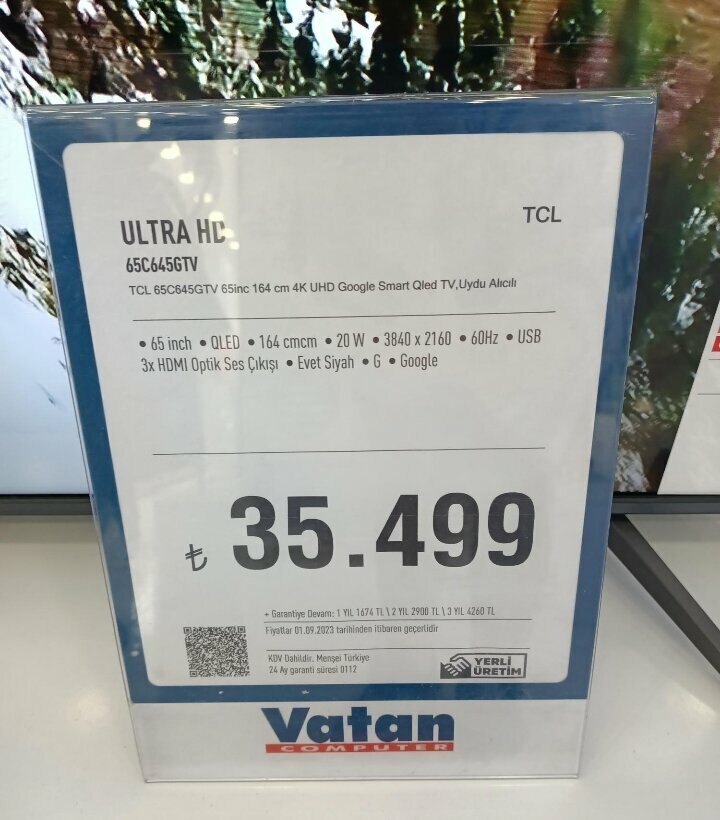 TCL
ULTRA HD
65C645GTV
TCL 65C645GTV 65inc 164 cm 4K UHD Google Smart Qled TV,Uydu Alıcılı
• 65 inch • QLED • 164 cmcm • 20 W • 3840 x 2160 • 60Hz • USB
3x HDMI Optik Ses Çıkışı • Evet Siyah • G • Google
₺ 35.499
+ Garantiye Devam: 1 YIL 1674 TL \ 2 YIL 2900 TL \ 3 YIL 4260 TL
Fiyatlar 01.09.2023 tarihinden itibaren geçerlidir
KDV Dahildir. Menşei Türkiye
24 Ay garanti süresi 0112
YERLİ
ÜRETİM
Vatan
COMPUTER